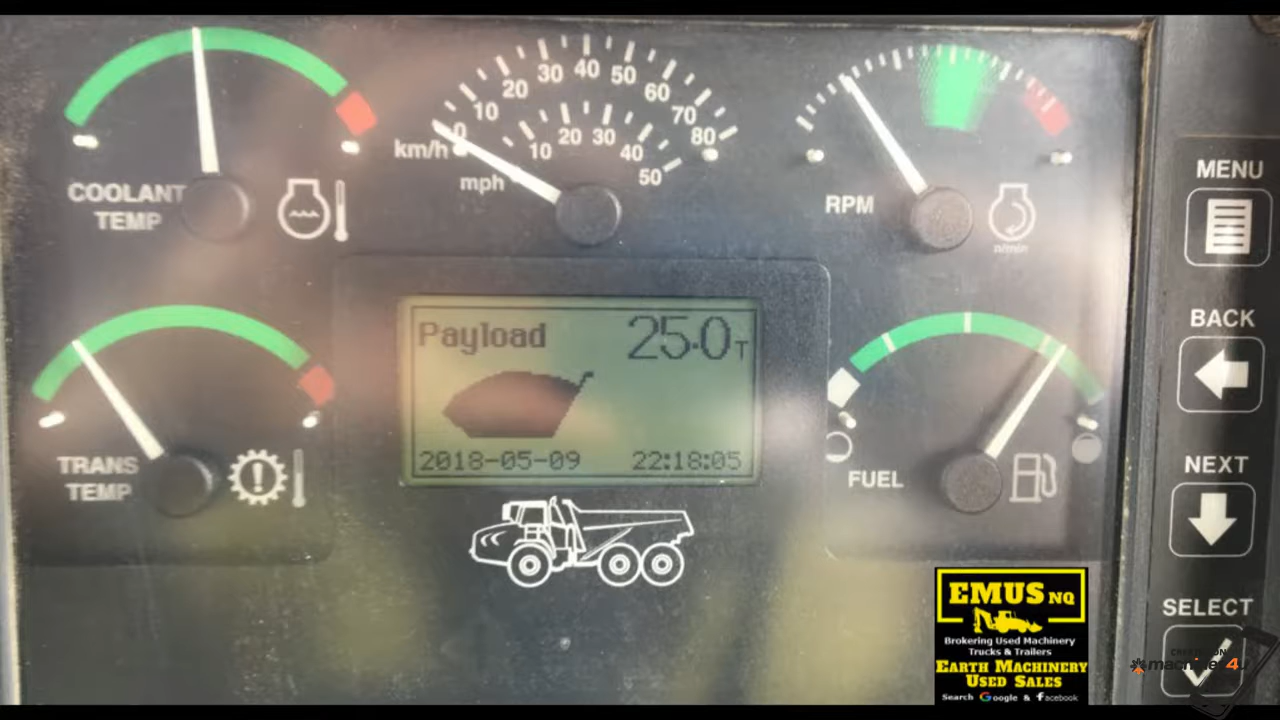 10
20
30
40
50
60
70
80
0
km/h
mph
10
20
30
40
50
COOLANT
TEMP
RPM
n/min
MENU
BACK
Payload 25.0T
2018-05-09 22:18:05
TRANS
TEMP
FUEL
NEXT
SELECT
EMUS NQ
Brokering Used Machinery
Trucks & Trailers
EARTH MACHINERY
USED SALES
Search Google & facebook
machines4u